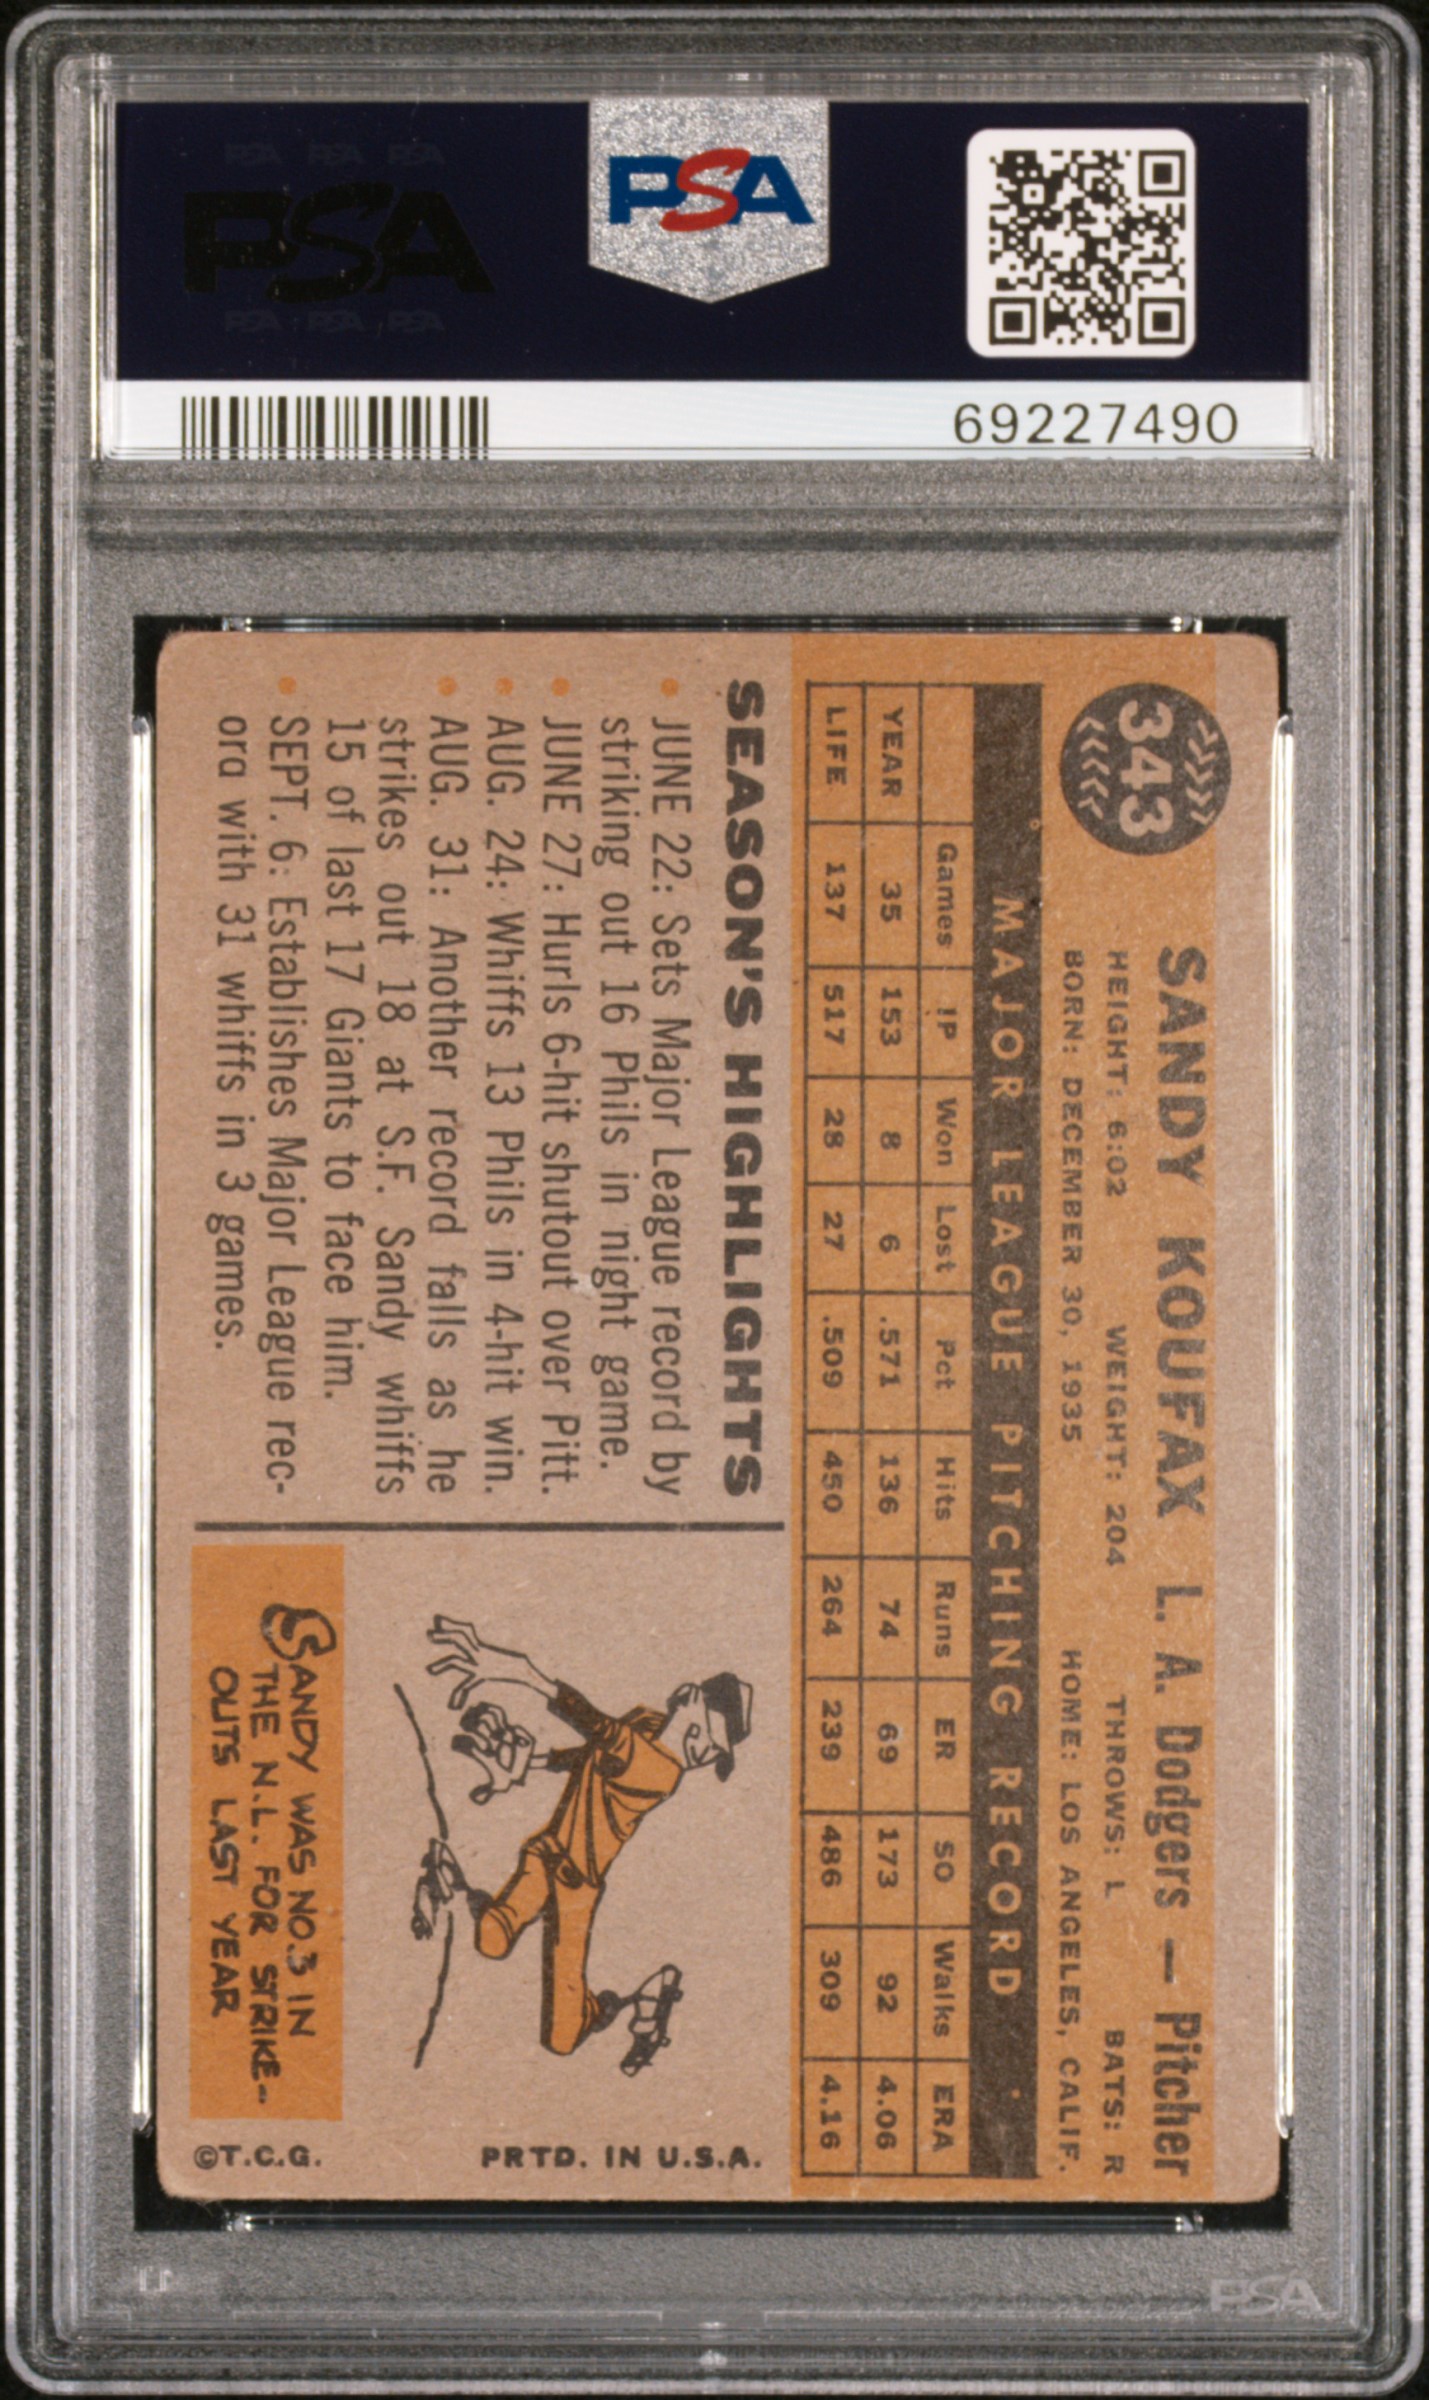 PSA PSA PSA
PSA
PSA PSA PSA
PSA
69227490
343
SANDY KOUFAX L. A. Dodgers — Pitcher
HEIGHT: 6:02 WEIGHT: 204 THROWS: L BATS: R
BORN: DECEMBER 30, 1935 HOME: LOS ANGELES, CALIF.
MAJOR LEAGUE PITCHING RECORD
Games IP Won Lost Pct Hits Runs ER SO Walks ERA
YEAR 35 153 8 6 .571 136 74 69 173 92 4.06
LIFE 137 517 28 27 .509 450 264 239 486 309 4.16
SEASON'S HIGHLIGHTS
• JUNE 22: Sets Major League record by
striking out 16 Phils in night game.
• JUNE 27: Hurls 6-hit shutout over Pitt.
• AUG. 24: Whiffs 13 Phils in 4-hit win.
• AUG. 31: Another record falls as he
strikes out 18 at S.F. Sandy whiffs
15 of last 17 Giants to face him.
• SEPT. 6: Establishes Major League rec-
ord with 31 whiffs in 3 games.
SANDY WAS NO.3 IN
THE N.L. FOR STRIKE-
OUTS LAST YEAR
©T.C.G. PRTD. IN U.S.A.
PSA